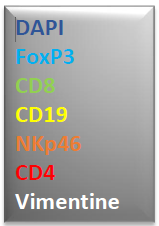 DAPI
FoxP3
CD8
CD19
NKp46
CD4
Vimentine